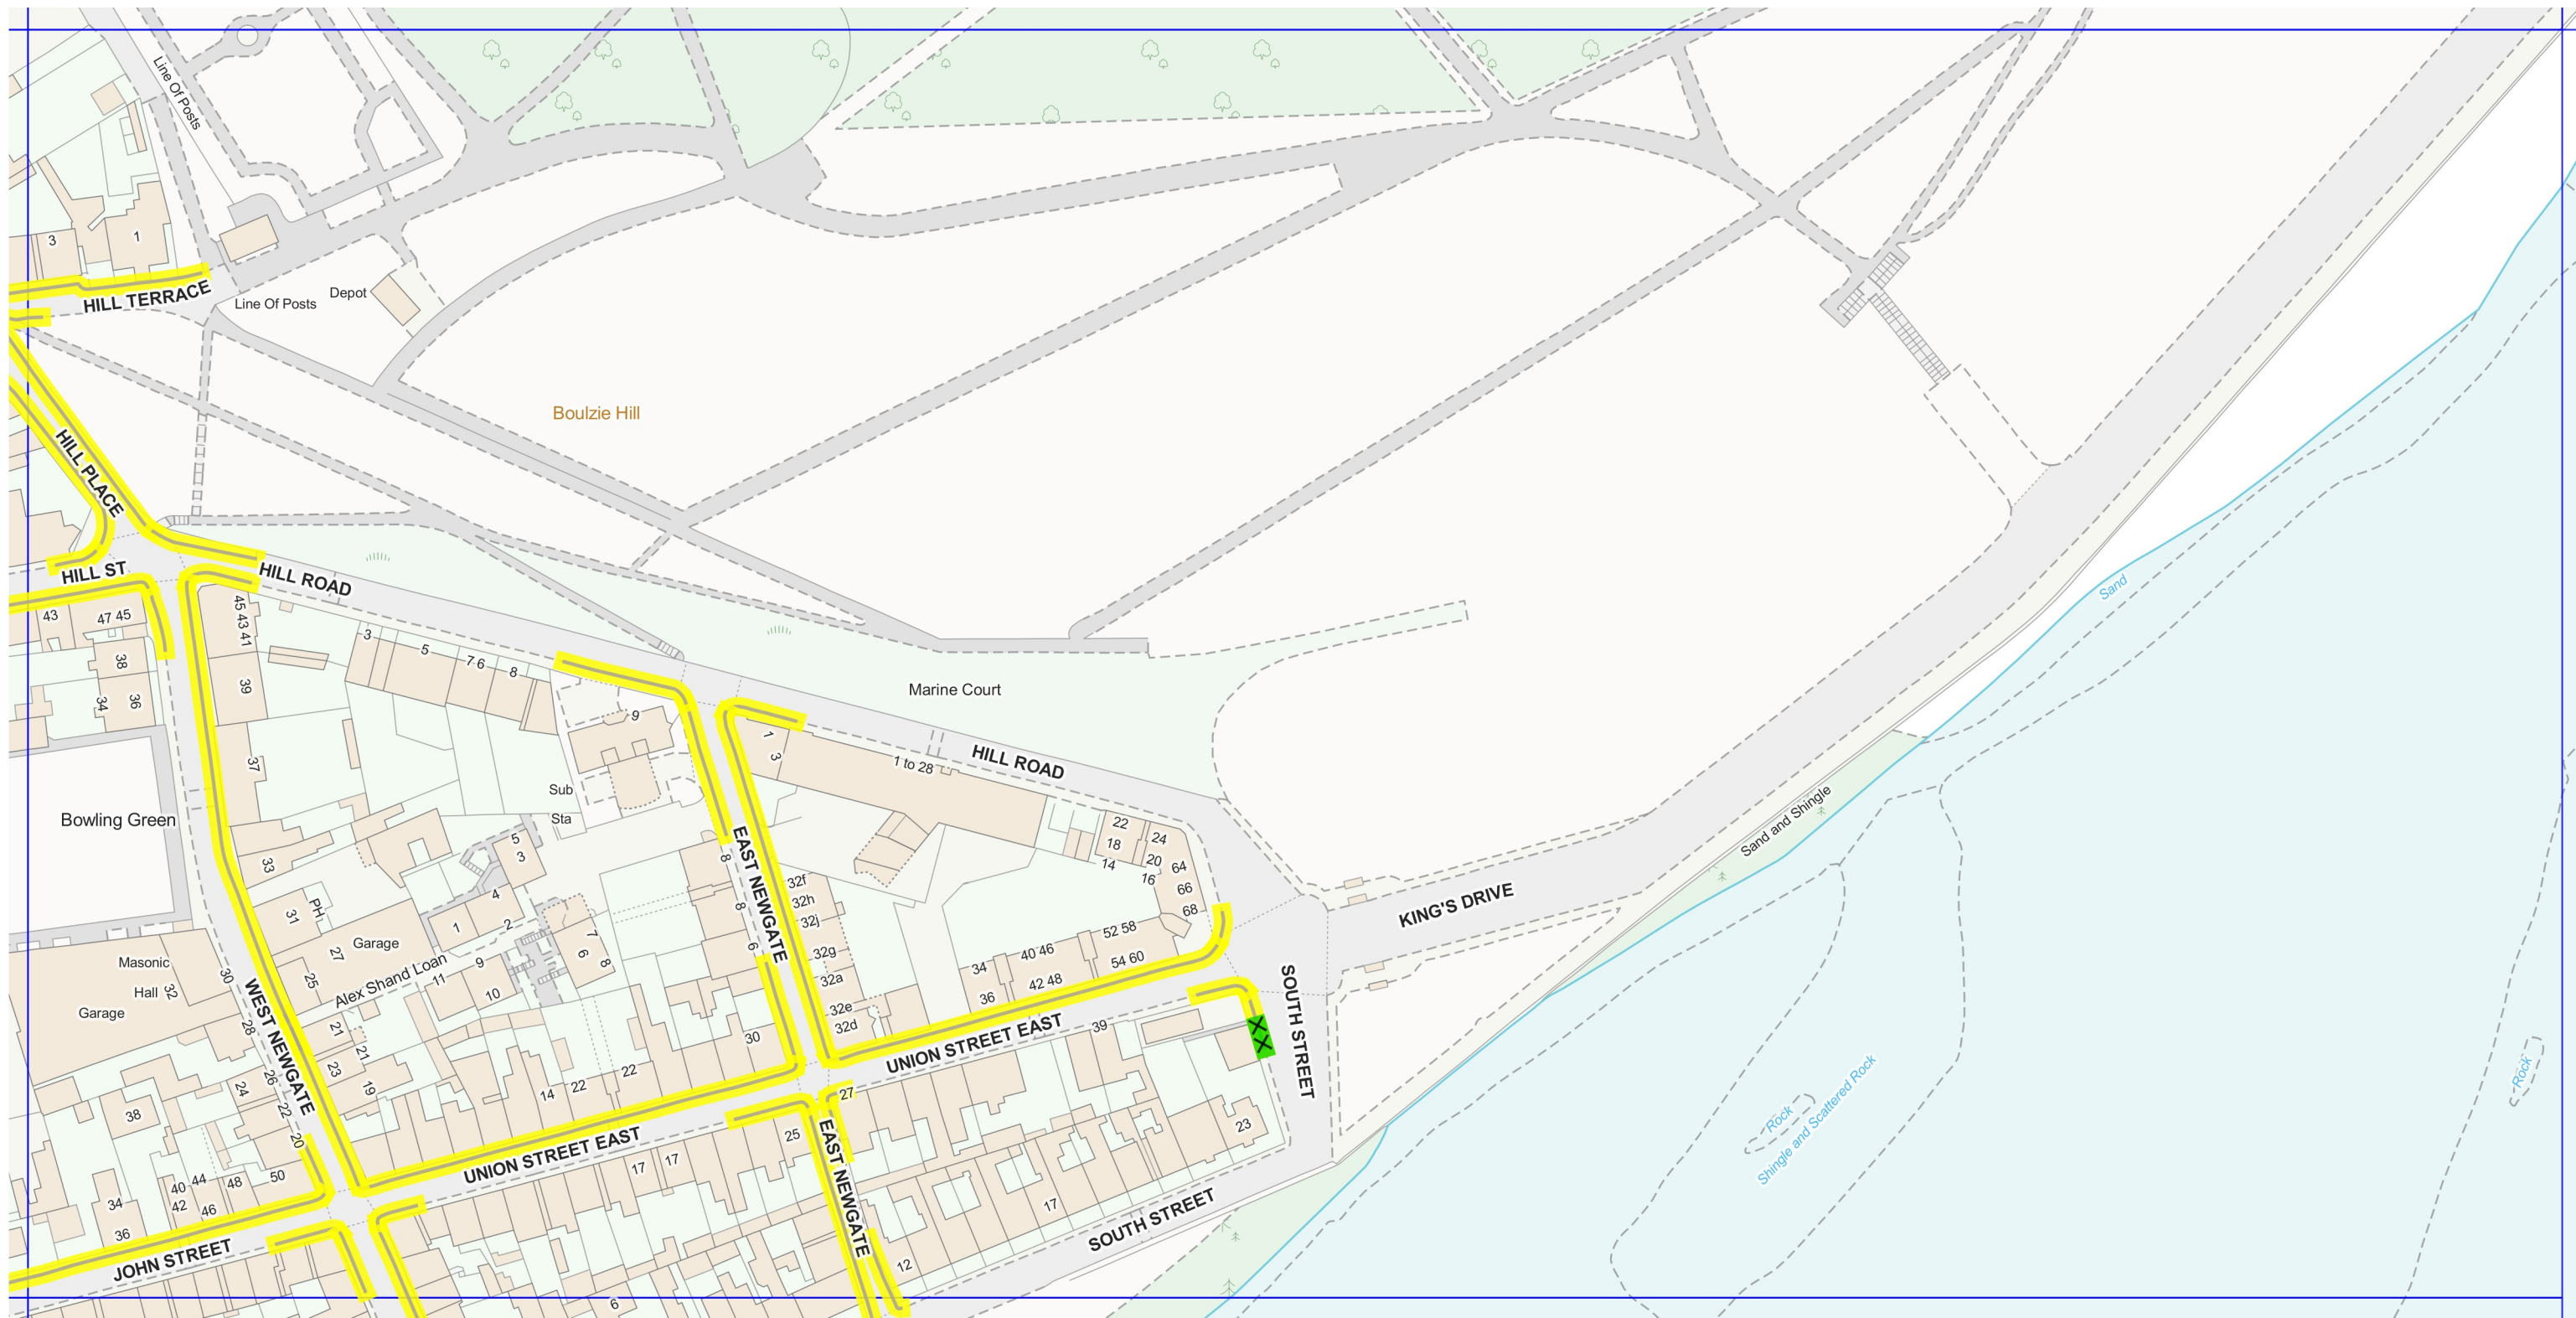 Line Of Posts
3
1
HILL TERRACE
Line Of Posts
Depot
Boulzie Hill
HILL PLACE
HILL ST
HILL ROAD
43
47 45
45 43 41
38
36
34
39
3
5
7 6
8
9
Sand
Marine Court
1
3
1 to 28
HILL ROAD
37
Sub
Sta
Bowling Green
33
5
3
4
1
2
31
PH
27
Garage
25
Alex Shand Loan
11
9
10
7
6
8
Masonic
Hall
32
Garage
30
28
WEST NEWGATE
26
24
22
20
21
21
23
19
38
8
8
6
EAST NEWGATE
32f
32h
32j
32g
32a
32e
32d
22
18
14
24
20
16
64
66
68
34
36
40 46
42 48
52 58
54 60
KING'S DRIVE
Sand and Shingle
SOUTH STREET
30
22
22
14
UNION STREET EAST
39
27
25
EAST NEWGATE
UNION STREET EAST
17
17
23
17
SOUTH STREET
12
6
50
48
44
40
42
46
34
36
JOHN STREET
Rock
Shingle and Scattered Rock
Rock